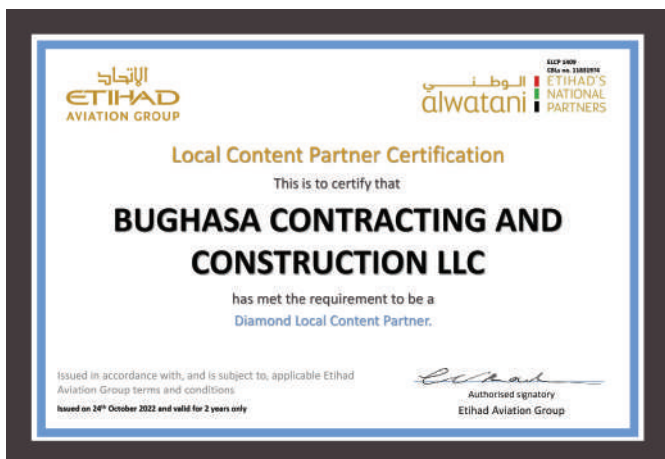 الإتحاد
ETIHAD
AVIATION GROUP
ELCP 1409
الوطني
alwatani
ETIHAD'S
NATIONAL
PARTNERS
Local Content Partner Certification
This is to certify that
BUGHASA CONTRACTING AND
CONSTRUCTION LLC
has met the requirement to be a
Diamond Local Content Partner.
Issued in accordance with, and is subject to, applicable Etihad
Aviation Group terms and conditions
Issued on 24th October 2022 and valid for 2 years only
Authorised signatory
Etihad Aviation Group